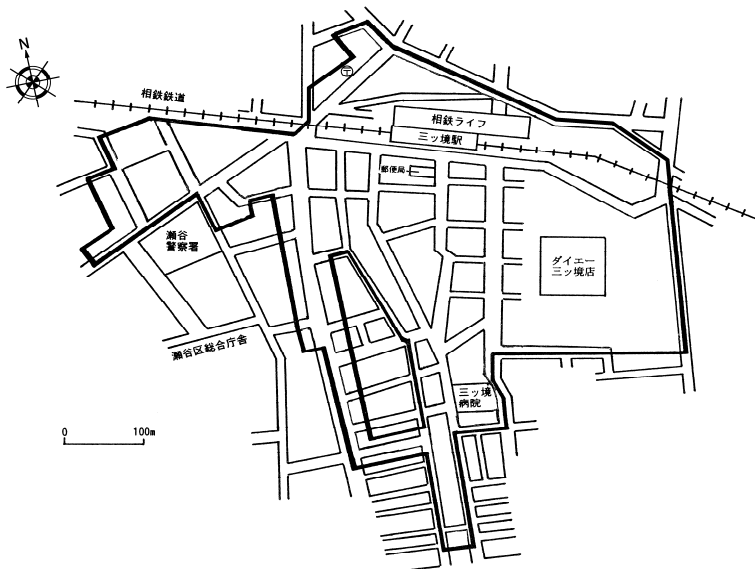 N
〒
相鉄鉄道
相鉄ライフ
三ッ境駅
郵便局
瀬谷
警察署
ダイエー
三ッ境店
瀬谷区総合庁舎
三ッ境
病院
0 100m